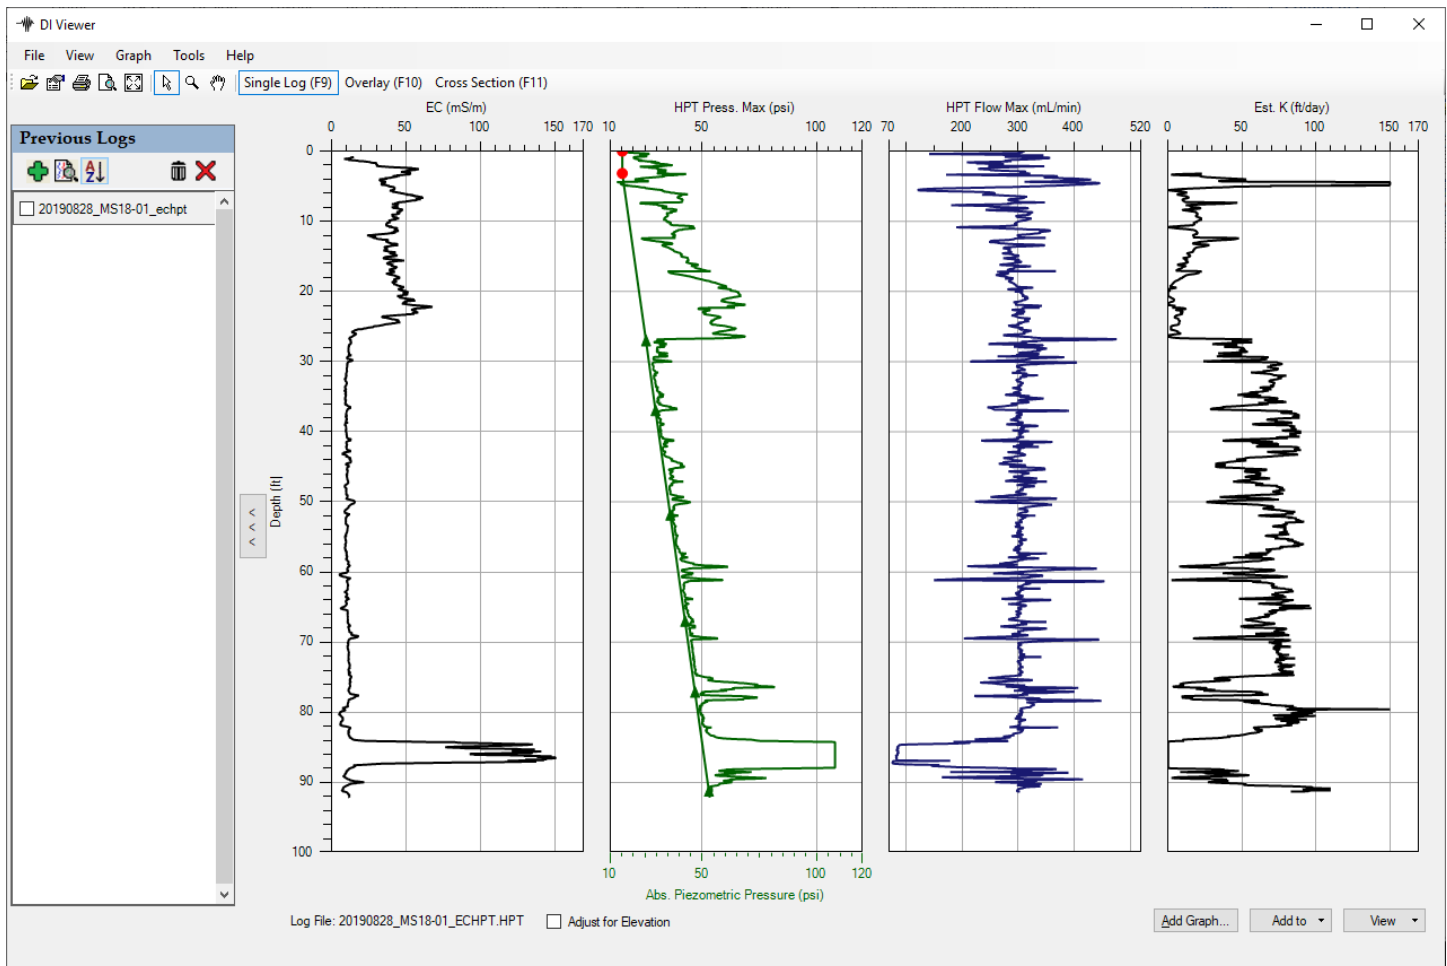 DI Viewer
File View Graph Tools Help
Single Log (F9) Overlay (F10) Cross Section (F11)
Previous Logs
A
Z
20190828_MS18-01_echpt
<
<
<
EC (mS/m)
0 50 100 150 170
HPT Press. Max (psi)
10 50 100 120
HPT Flow Max (mL/min)
70 200 300 400 520
Est. K (ft/day)
0 50 100 150 170
Depth (ft)
0
10
20
30
40
50
60
70
80
90
100
10 50 100 120
Abs. Piezometric Pressure (psi)
Log File: 20190828_MS18-01_ECHPT.HPT Adjust for Elevation
Add Graph... Add to View